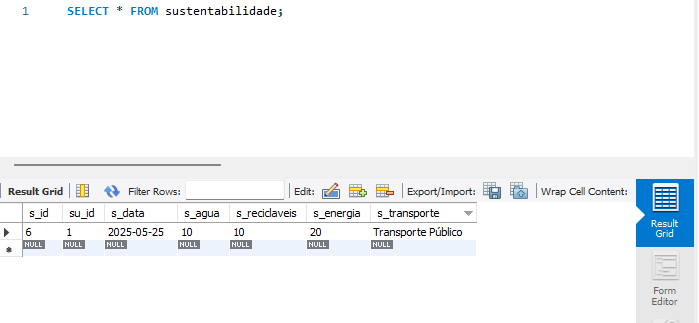 1 SELECT * FROM sustentabilidade;
Result Grid Filter Rows: Edit: Export/Import: Wrap Cell Content:
s_id su_id s_data s_agua s_reciclaveis s_energia s_transporte
6 1 2025-05-25 10 10 20 Transporte Público
NULL NULL NULL NULL NULL NULL NULL
Result
Grid
Form
Editor